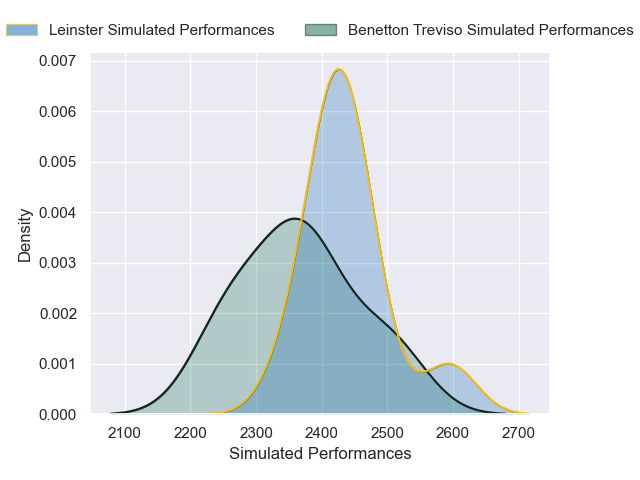 Leinster Simulated Performances
Benetton Treviso Simulated Performances
0.007
0.006
0.005
0.004
0.003
0.002
0.001
0.000
Density
2100 2200 2300 2400 2500 2600 2700
Simulated Performances